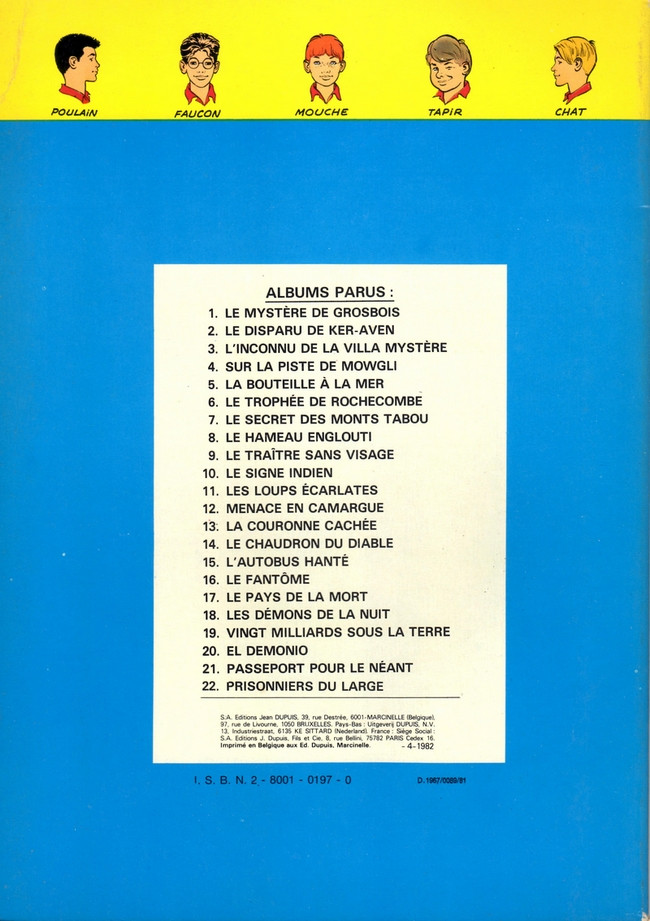 POULAIN FAUCON MOUCHE TAPIR CHAT
ALBUMS PARUS :
1. LE MYSTÈRE DE GROSBOIS
2. LE DISPARU DE KER-AVEN
3. L'INCONNU DE LA VILLA MYSTÈRE
4. SUR LA PISTE DE MOWGLI
5. LA BOUTEILLE À LA MER
6. LE TROPHÉE DE ROCHECOMBE
7. LE SECRET DES MONTS TABOU
8. LE HAMEAU ENGLOUTI
9. LE TRAÎTRE SANS VISAGE
10. LE SIGNE INDIEN
11. LES LOUPS ÉCARLATES
12. MENACE EN CAMARGUE
13. LA COURONNE CACHÉE
14. LE CHAUDRON DU DIABLE
15. L'AUTOBUS HANTÉ
16. LE FANTÔME
17. LE PAYS DE LA MORT
18. LES DÉMONS DE LA NUIT
19. VINGT MILLIARDS SOUS LA TERRE
20. EL DEMONIO
21. PASSEPORT POUR LE NÉANT
22. PRISONNIERS DU LARGE
S.A. Editions Jean DUPUIS, 39, rue Destrée, 6001-MARCINELLE (Belgique),
97, rue de Livourne, 1050 BRUXELLES. Pays-Bas : Uitgeverij DUPUIS, N.V.
13, Industriestraat, 6135 KE SITTARD (Nederland). France : Siège Social :
S.A. Editions J. Dupuis, Fils et Cie, 8, rue Bellini, 75782 PARIS Cedex 16.
Imprimé en Belgique aux Ed. Dupuis, Marcinelle. - 4-1982
I. S. B. N. 2 - 8001 - 0197 - 0 D. 1967/0089/81